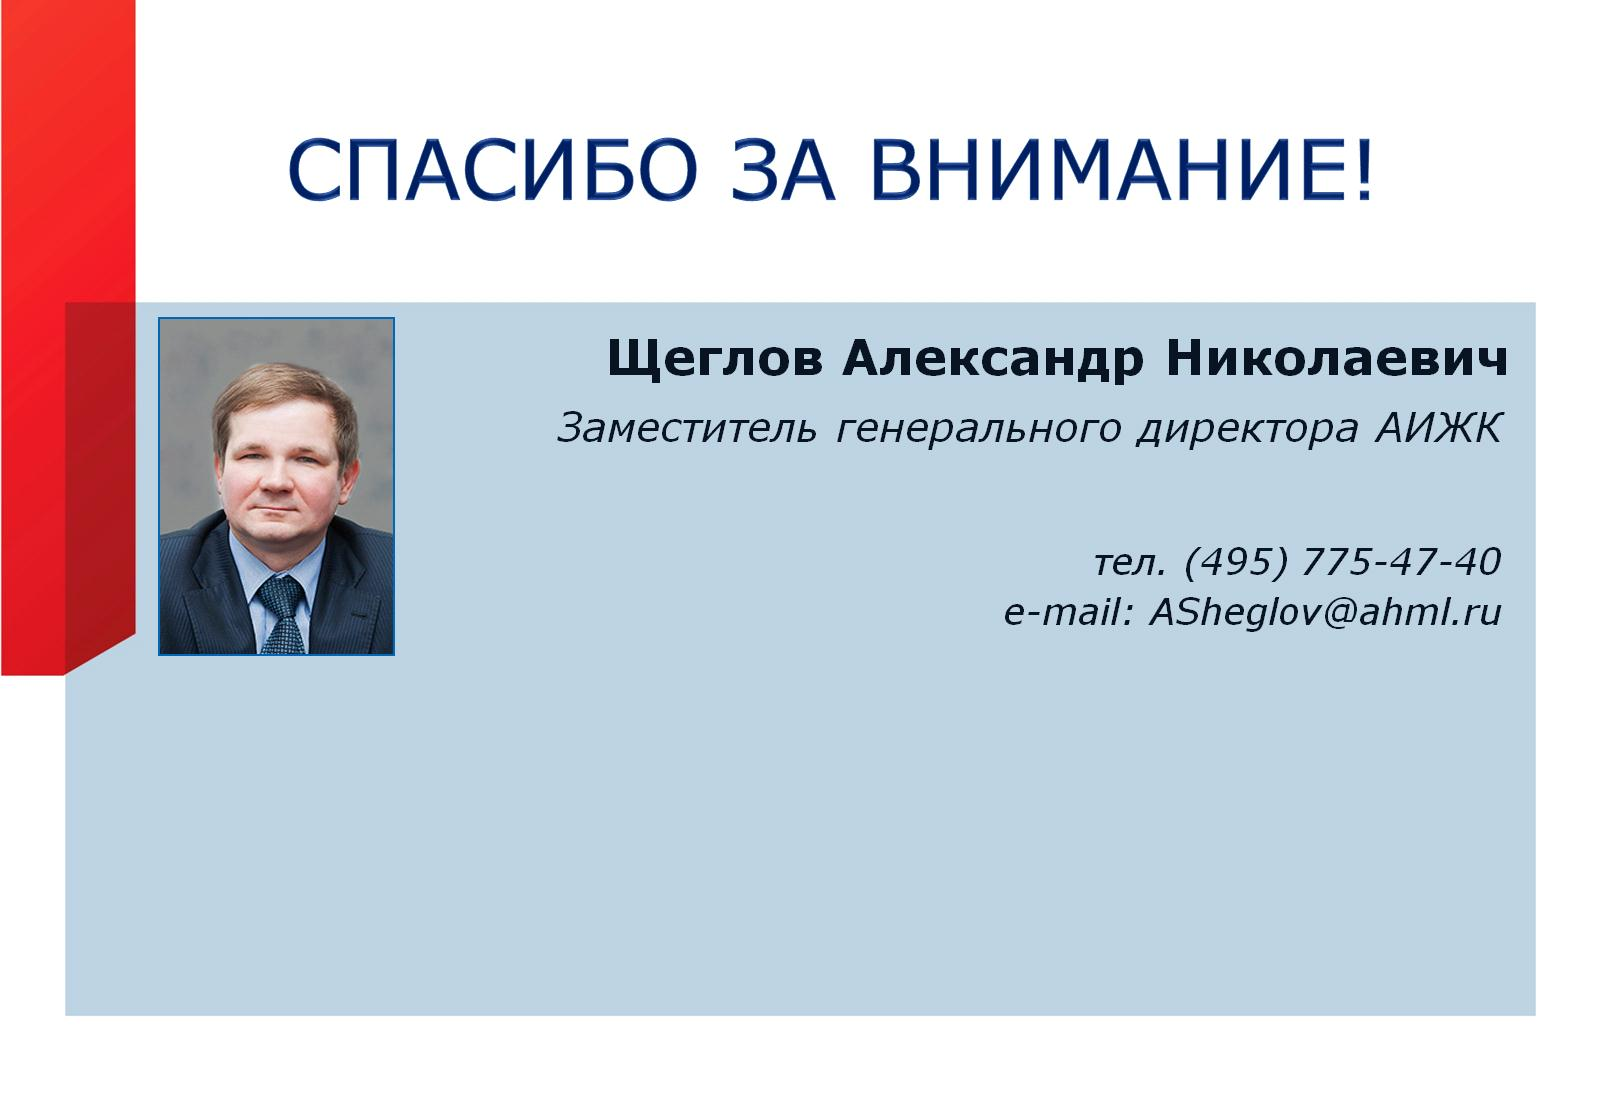 СПАСИБО ЗА ВНИМАНИЕ!
Щеглов Александр Николаевич
Заместитель генерального директора АИЖК
тел. (495) 775-47-40
e-mail: ASheglov@ahml.ru